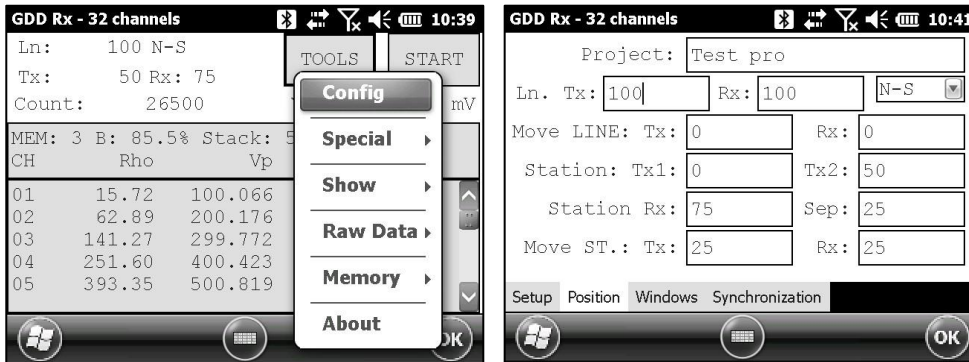 GDD Rx - 32 channels 10:39
Ln: 100 N-S
TOOLS START
Tx: 50 Rx: 75
Count: 26500 mV
MEM: 3 B: 85.5% Stack: 5
CH Rho Vp
01 15.72 100.066
02 62.89 200.176
03 141.27 299.772
04 251.60 400.423
05 393.35 500.819
Config
Special
Show
Raw Data
Memory
About
OK
GDD Rx - 32 channels 10:41
Project: Test pro
Ln. Tx: 100 Rx: 100 N-S
Move LINE: Tx: 0 Rx: 0
Station: Tx1: 0 Tx2: 50
Station Rx: 75 Sep: 25
Move ST.: Tx: 25 Rx: 25
Setup Position Windows Synchronization
OK